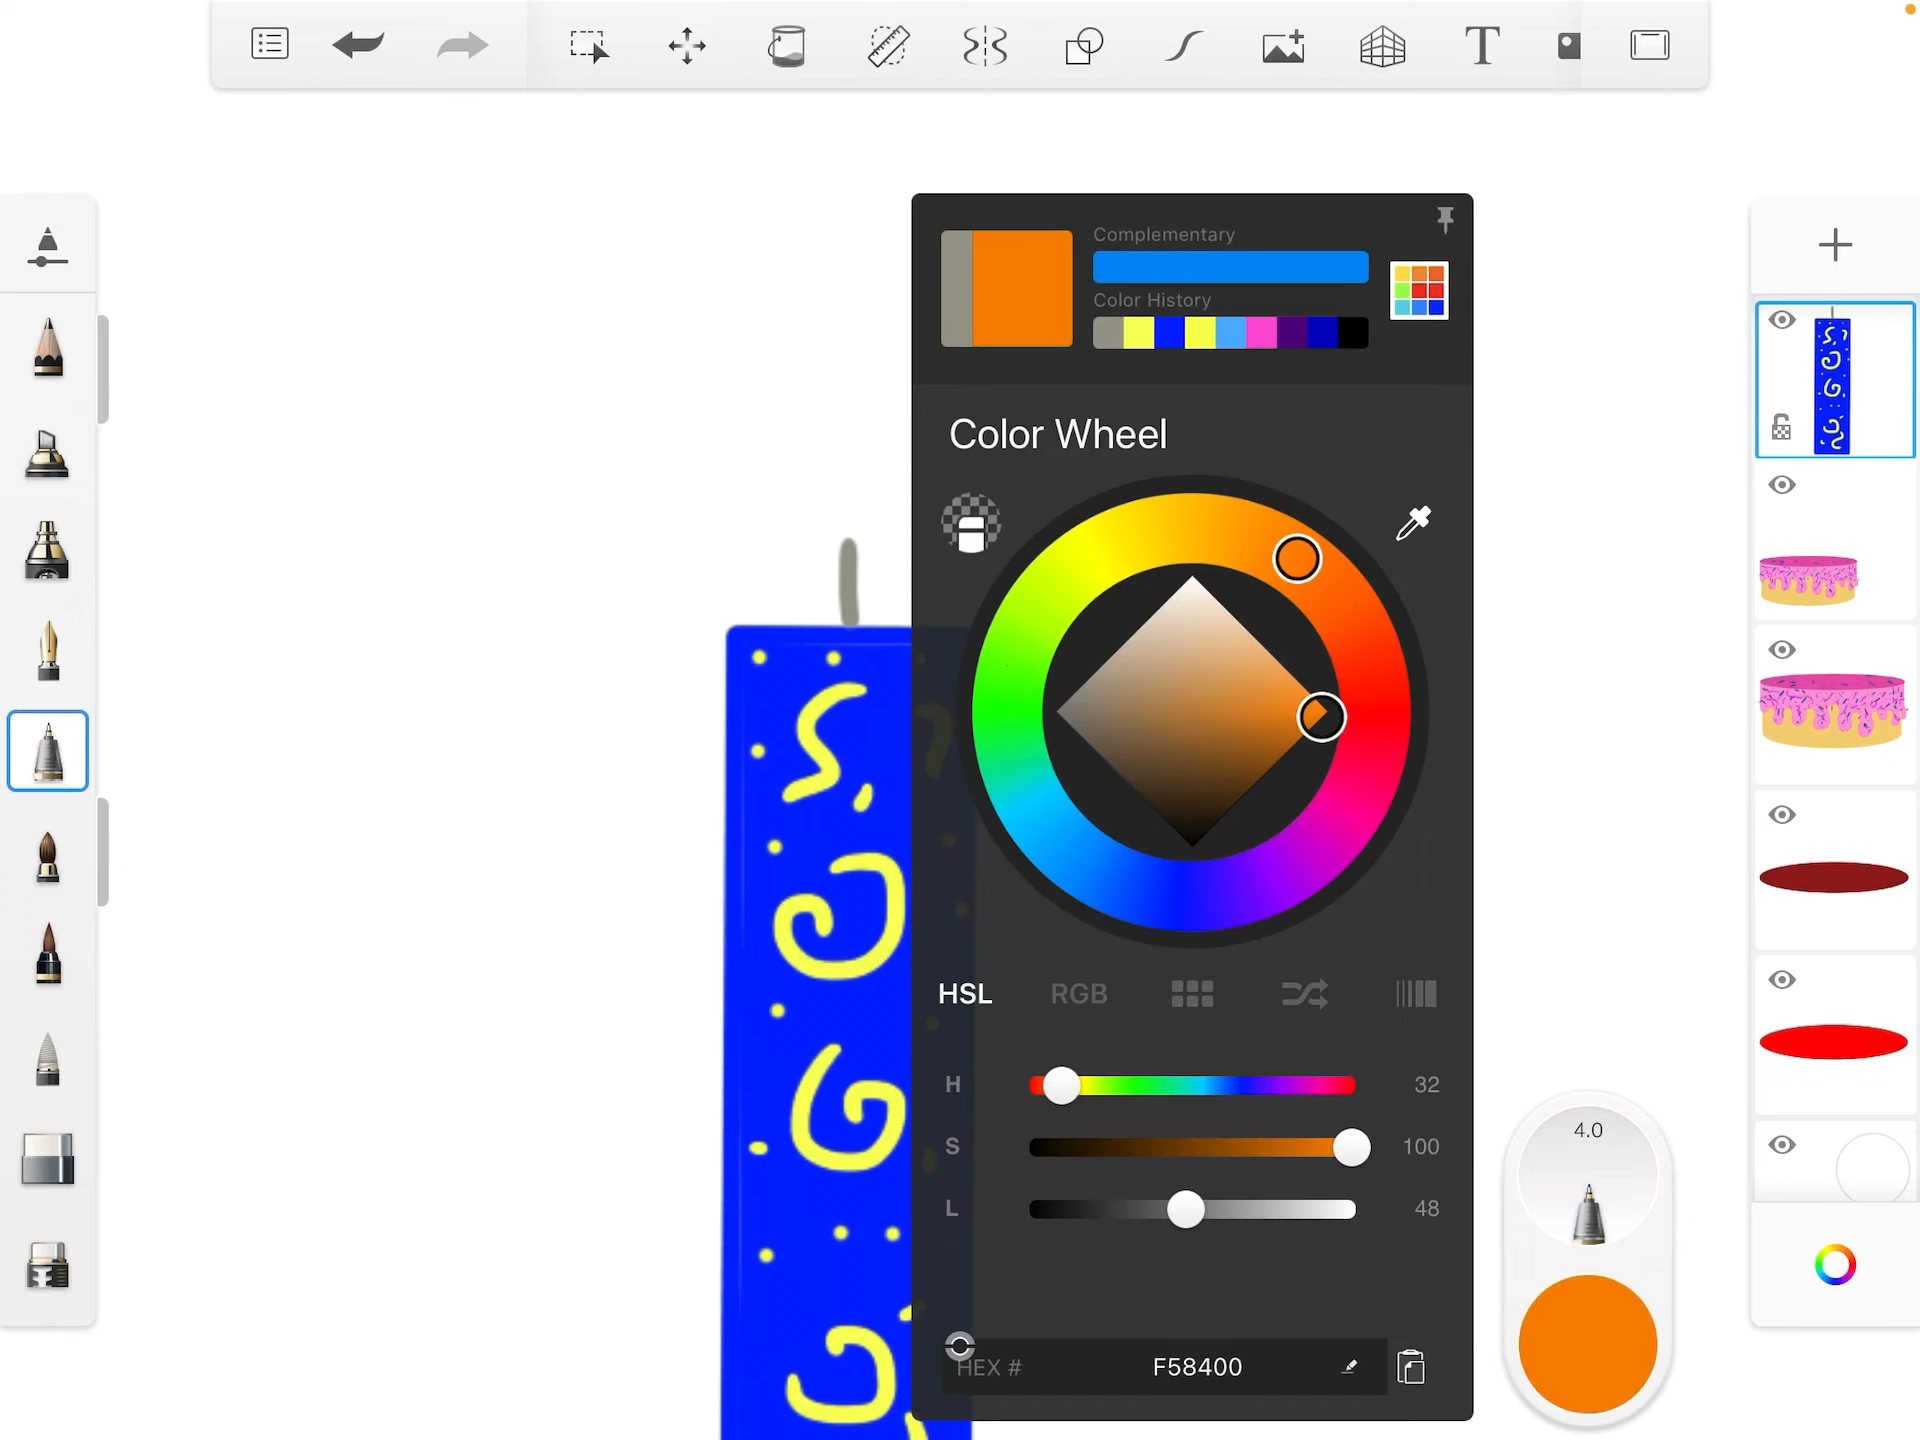 T
Complementary
Color History
Color Wheel
HSL RGB
H 32
S 100
L 48
HEX # F58400
4.0